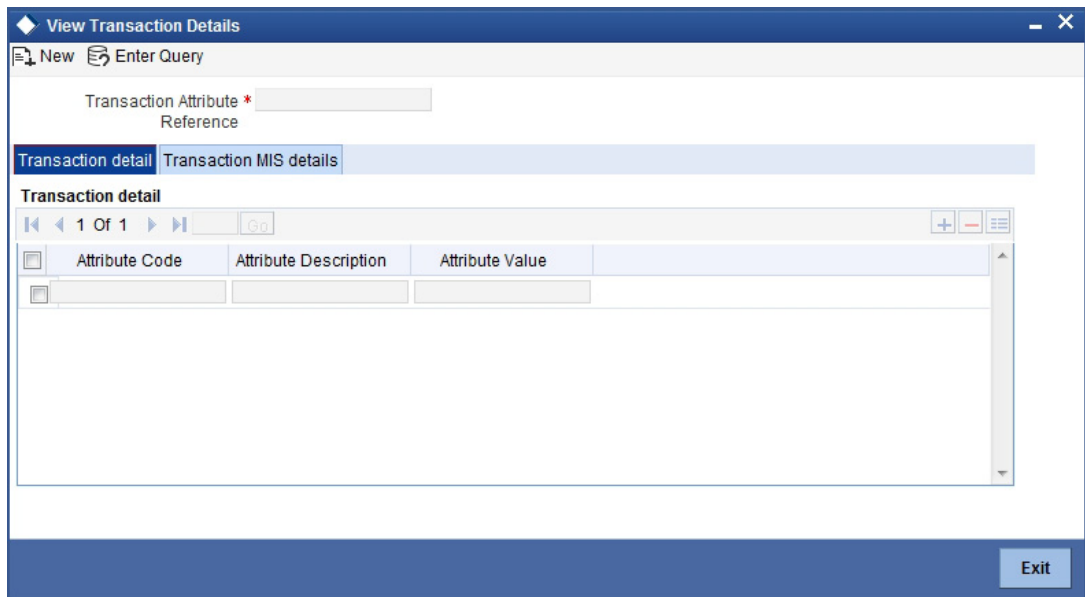 View Transaction Details
New Enter Query
Transaction Attribute *
Reference
Transaction detail Transaction MIS details
Transaction detail
1 Of 1 Go
Attribute Code Attribute Description Attribute Value
Exit